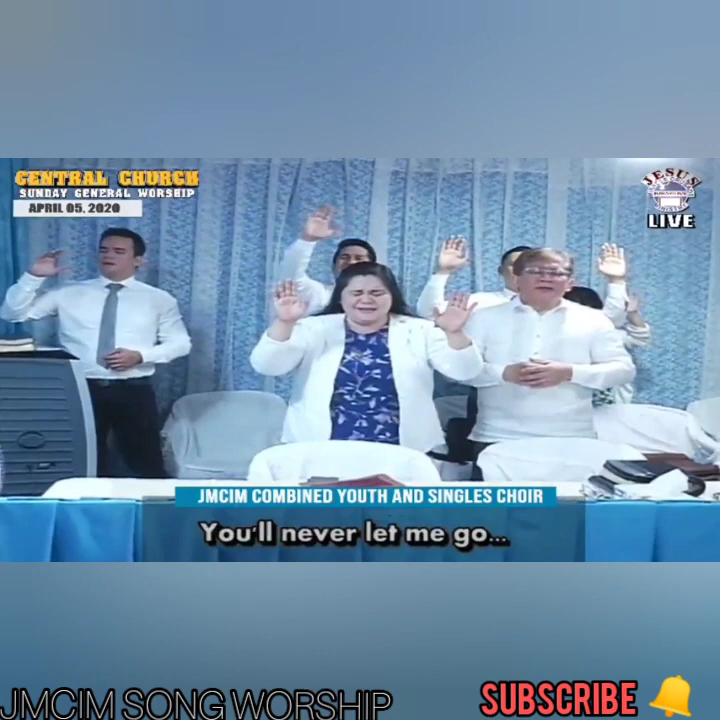 CENTRAL CHURCH
SUNDAY GENERAL WORSHIP
APRIL 05, 2020
JESUS
LIVE
JMCIM COMBINED YOUTH AND SINGLES CHOIR
You'll never let me go...
JMCIM SONG WORSHIP
SUBSCRIBE